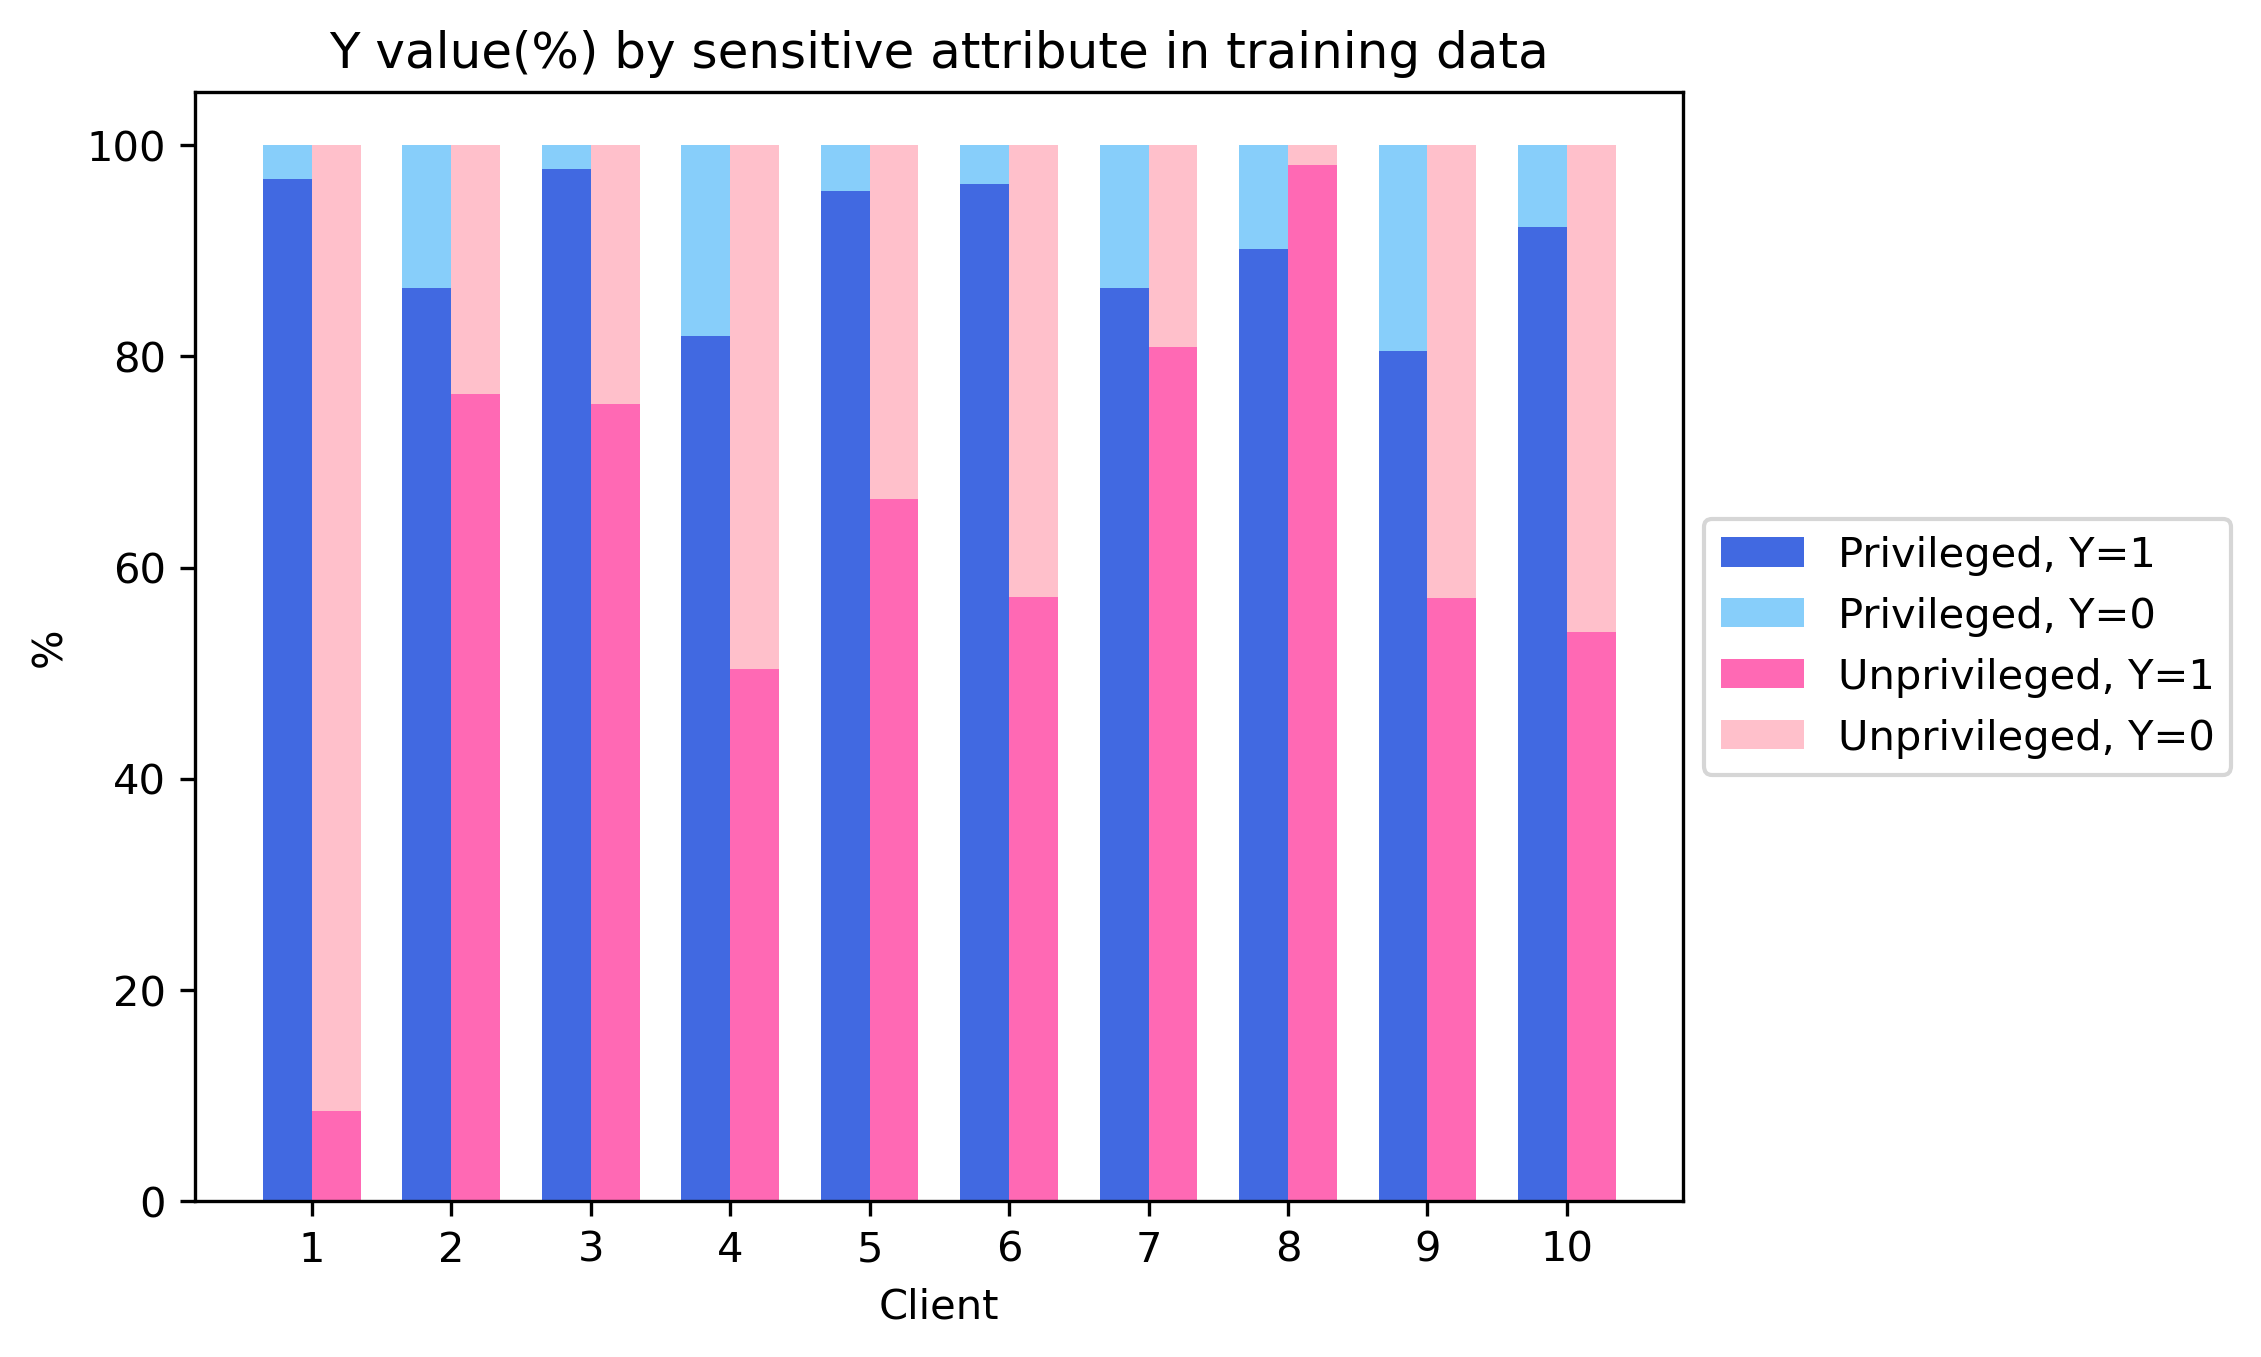 Y value(%) by sensitive attribute in training data
100
80
60
40
20
0
%
1 2 3 4 5 6 7 8 9 10
Client
Privileged, Y=1
Privileged, Y=0
Unprivileged, Y=1
Unprivileged, Y=0